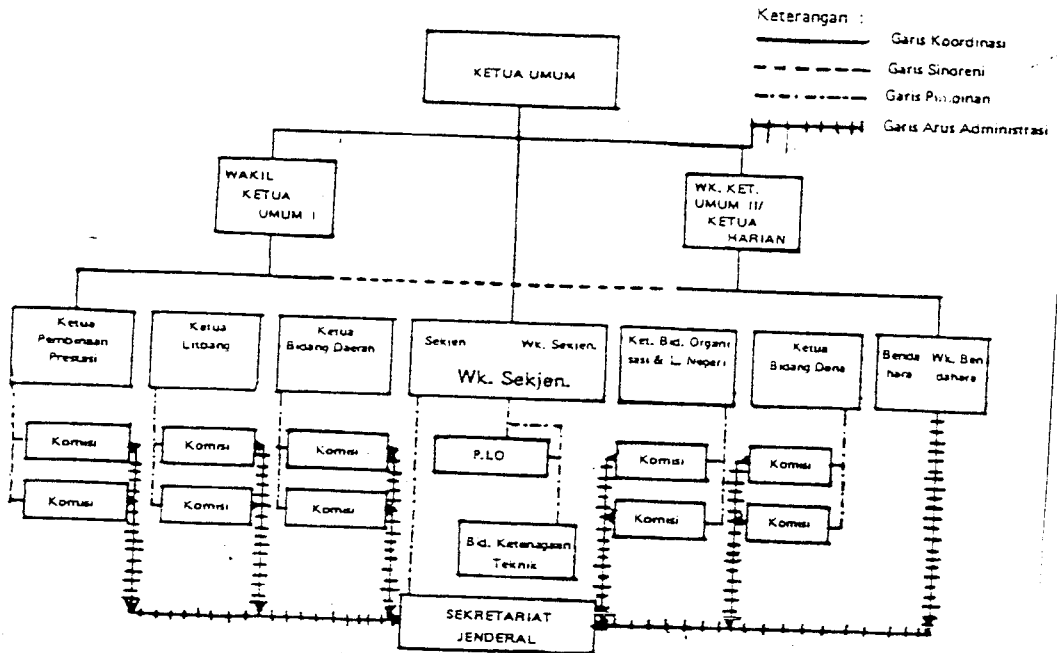 Keterangan :
Garis Koordinasi
Garis Sinoreni
Garis Pimpinan
Garis Arus Administrasi
KETUA UMUM
WAKIL
KETUA
UMUM I
WK. KET.
UMUM II/
KETUA
HARIAN
Ketua
Pembinaan
Prestasi
Ketua
Litbang
Ketua
Bidang Daerah
Sekjen Wk. Sekjen.
Wk. Sekjen.
Ket. Bid. Organi
sasi & L. Negeri
Ketua
Bidang Dana
Benda Wk. Ben
hara dahara
Komisi
Komisi
Komisi
P.LO
Komisi
Komisi
Komisi
Komisi
Komisi
Komisi
Komisi
Bid. Ketenagaan
Teknik
SEKRETARIAT
JENDERAL